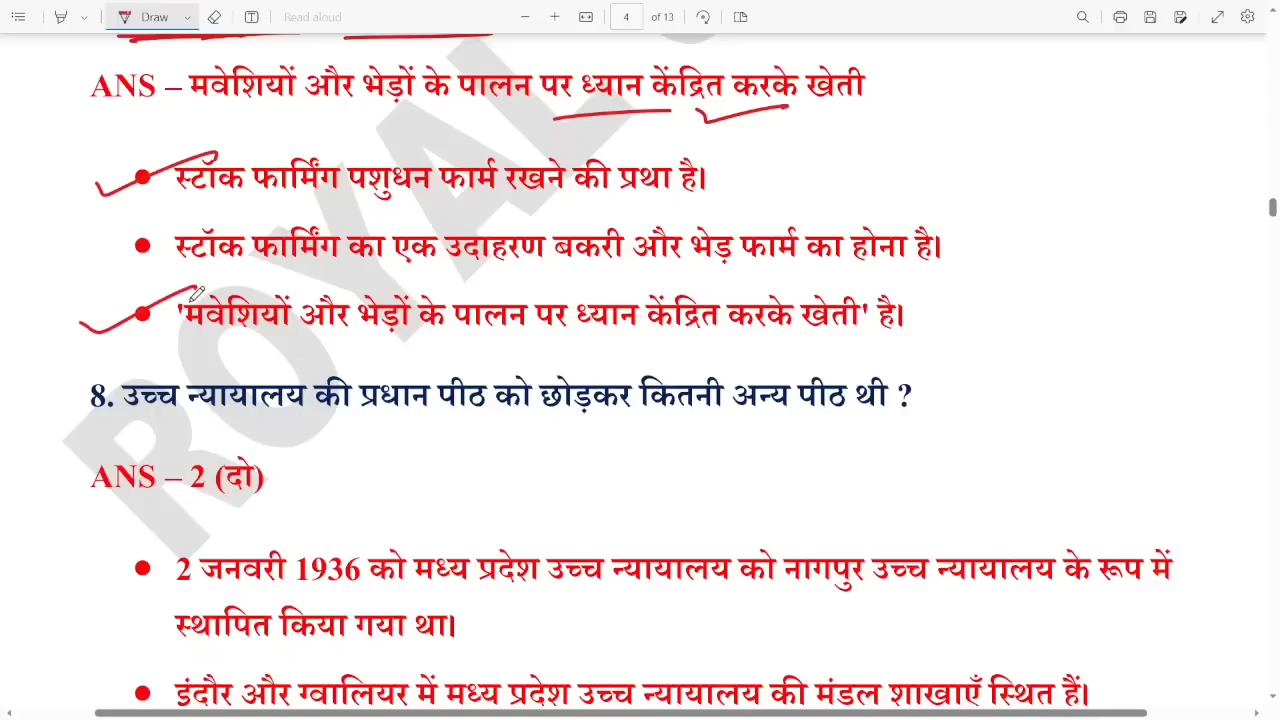 Draw
Read aloud
4 of 13
ANS – मवेशियों और भेड़ों के पालन पर ध्यान केंद्रित करके खेती
• स्टॉक फार्मिंग पशुधन फार्म रखने की प्रथा है।
• स्टॉक फार्मिंग का एक उदाहरण बकरी और भेड़ फार्म का होना है।
• 'मवेशियों और भेड़ों के पालन पर ध्यान केंद्रित करके खेती' है।
8. उच्च न्यायालय की प्रधान पीठ को छोड़कर कितनी अन्य पीठ थी ?
ANS – 2 (दो)
• 2 जनवरी 1936 को मध्य प्रदेश उच्च न्यायालय को नागपुर उच्च न्यायालय के रूप में
स्थापित किया गया था।
• इंदौर और ग्वालियर में मध्य प्रदेश उच्च न्यायालय की मंडल शाखाएँ स्थित हैं।
ROYAL